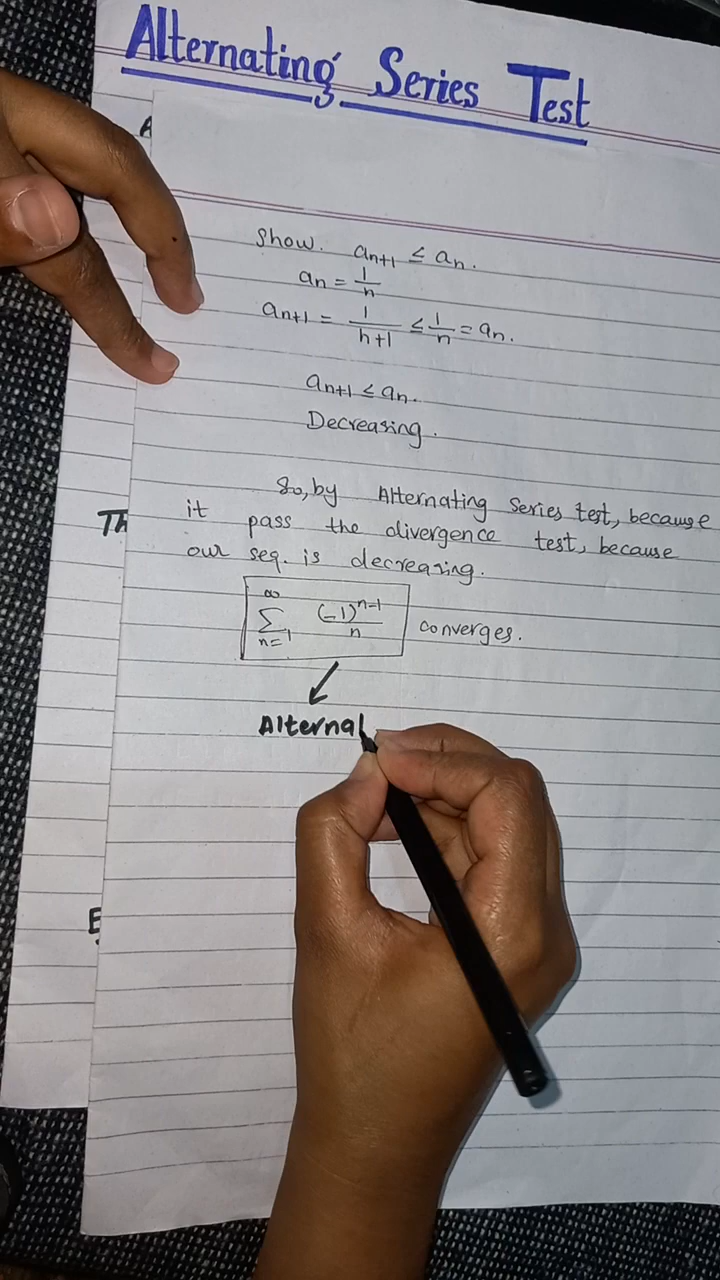 Alternating Series Test
Show. aₙ₊₁ ≤ aₙ.
aₙ = 1/n
aₙ₊₁ = 1/(n+1) ≤ 1/n = aₙ.
aₙ₊₁ ≤ aₙ.
Decreasing.
So, by Alternating Series test, because
it pass the divergence test, because
our seq. is decreasing.
∞
∑ (-1)ⁿ⁻¹/n converges.
n=1
Alterna
Th
E